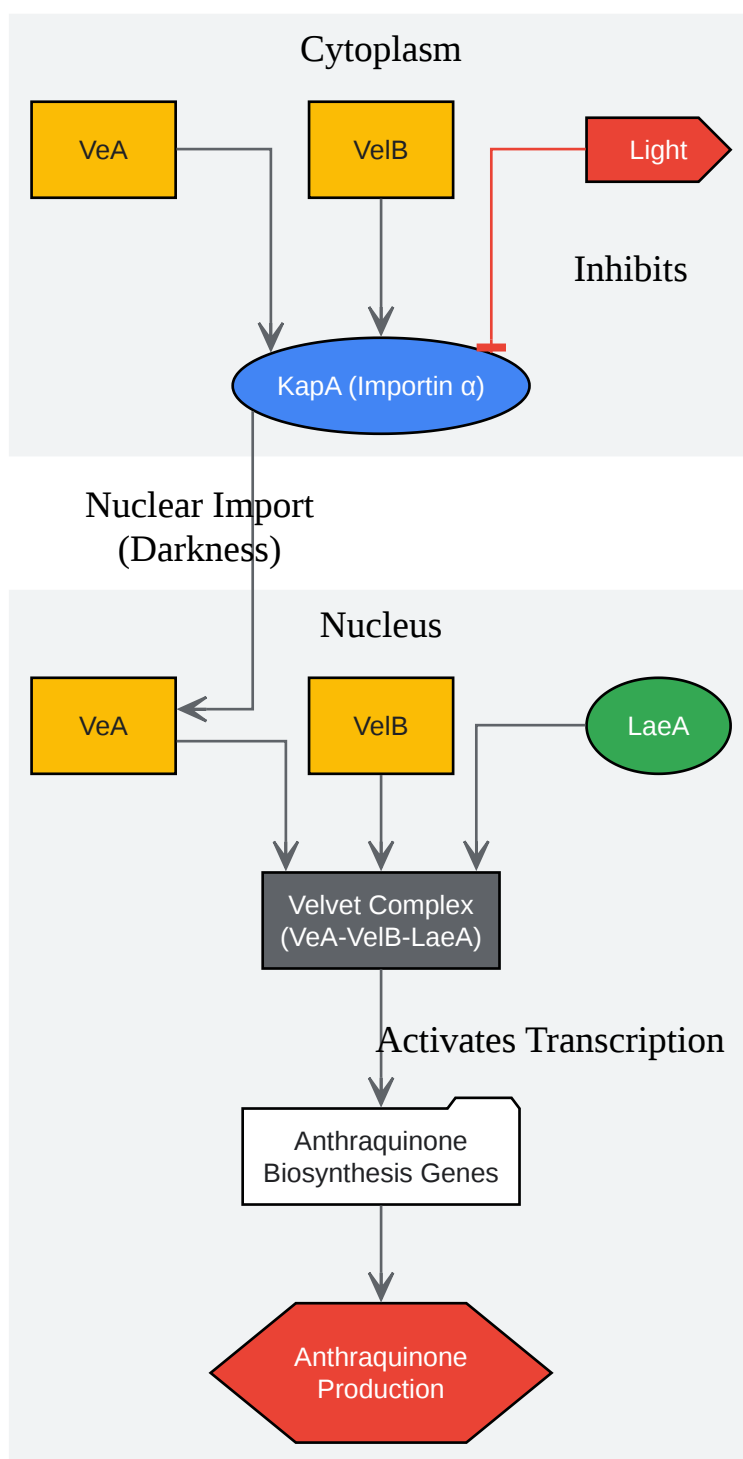 Cytoplasm
VeA
VelB
Light
Inhibits
KapA (Importin α)
Nuclear Import
(Darkness)
Nucleus
VeA
VelB
LaeA
Velvet Complex
(VeA-VelB-LaeA)
Activates Transcription
Anthraquinone
Biosynthesis Genes
Anthraquinone
Production